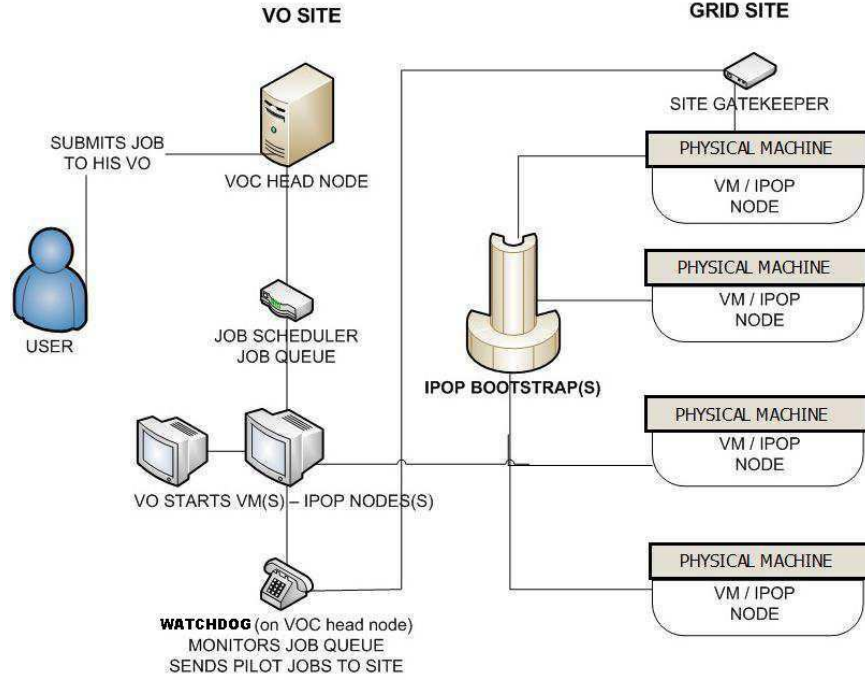 VO SITE
GRID SITE
SITE GATEKEEPER
SUBMITS JOB
TO HIS VO
VOC HEAD NODE
PHYSICAL MACHINE
VM / IPOP
NODE
PHYSICAL MACHINE
VM / IPOP
NODE
USER
JOB SCHEDULER
JOB QUEUE
IPOP BOOTSTRAP(S)
PHYSICAL MACHINE
VM / IPOP
NODE
VO STARTS VM(S) – IPOP NODES(S)
PHYSICAL MACHINE
VM / IPOP
NODE
WATCHDOG (on VOC head node)
MONITORS JOB QUEUE
SENDS PILOT JOBS TO SITE